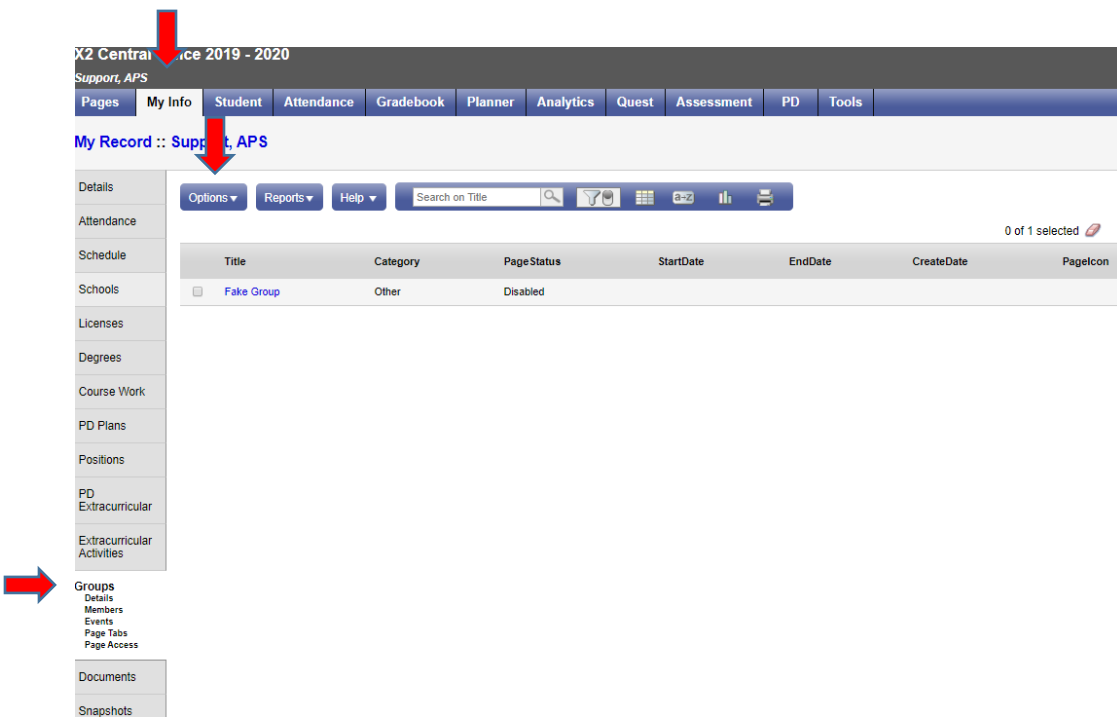 X2 Central nce 2019 - 2020
Support, APS
Pages My Info Student Attendance Gradebook Planner Analytics Quest Assessment PD Tools
My Record :: Supp t, APS
Details
Attendance
Schedule
Schools
Licenses
Degrees
Course Work
PD Plans
Positions
PD
Extracurricular
Extracurricular
Activities
Groups
Details
Members
Events
Page Tabs
Page Access
Documents
Snapshots
Options Reports Help Search on Title a-z
0 of 1 selected
Title Category PageStatus StartDate EndDate CreateDate PageIcon
Fake Group Other Disabled